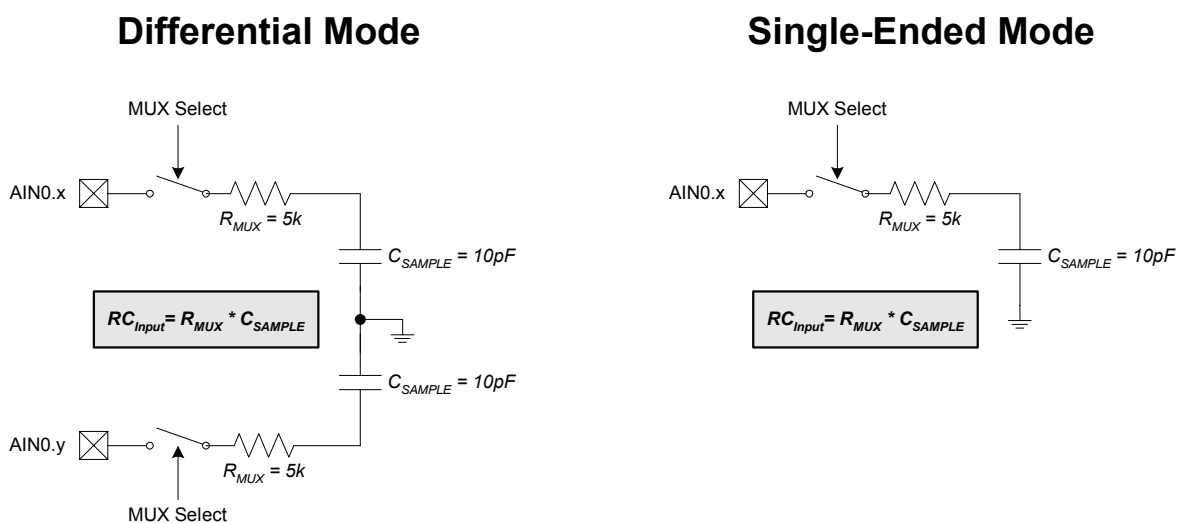 Differential Mode
MUX Select
AIN0.x
R_MUX = 5k
C_SAMPLE = 10pF
RC_Input= R_MUX * C_SAMPLE
C_SAMPLE = 10pF
AIN0.y
R_MUX = 5k
MUX Select
Single-Ended Mode
MUX Select
AIN0.x
R_MUX = 5k
C_SAMPLE = 10pF
RC_Input= R_MUX * C_SAMPLE